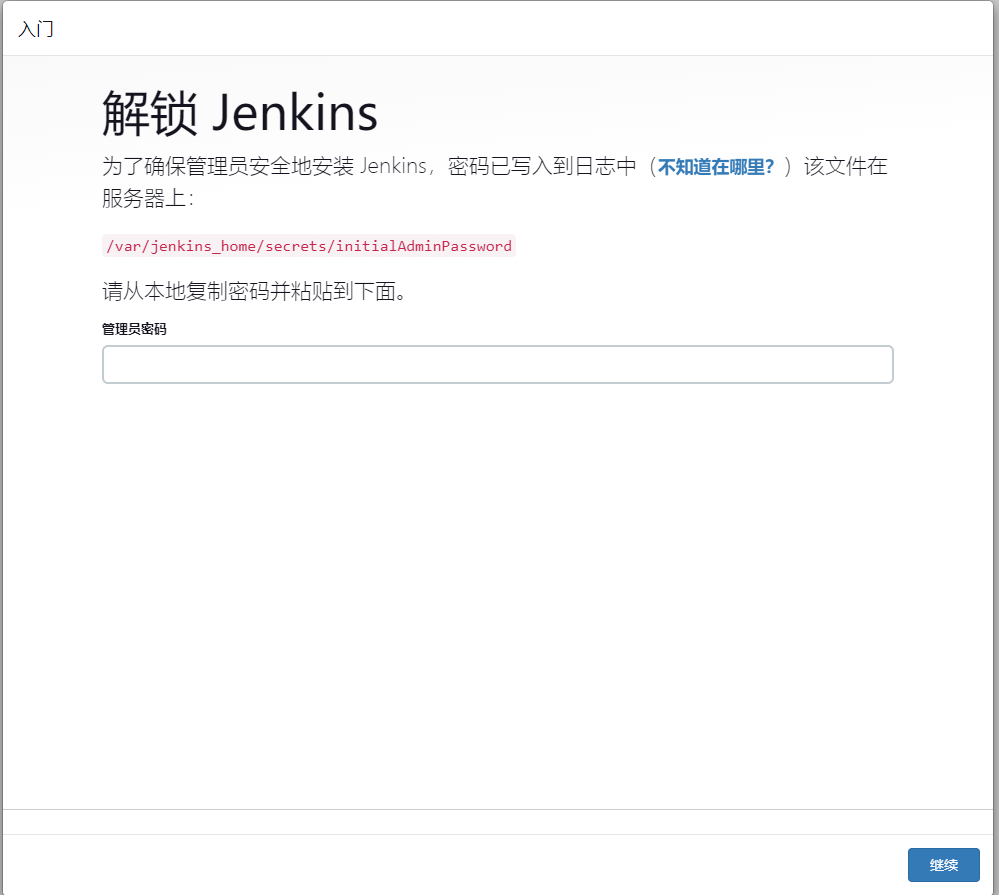 入门
解锁 Jenkins
为了确保管理员安全地安装 Jenkins，密码已写入到日志中（不知道在哪里？）该文件在
服务器上：
/var/jenkins_home/secrets/initialAdminPassword
请从本地复制密码并粘贴到下面。
管理员密码
继续